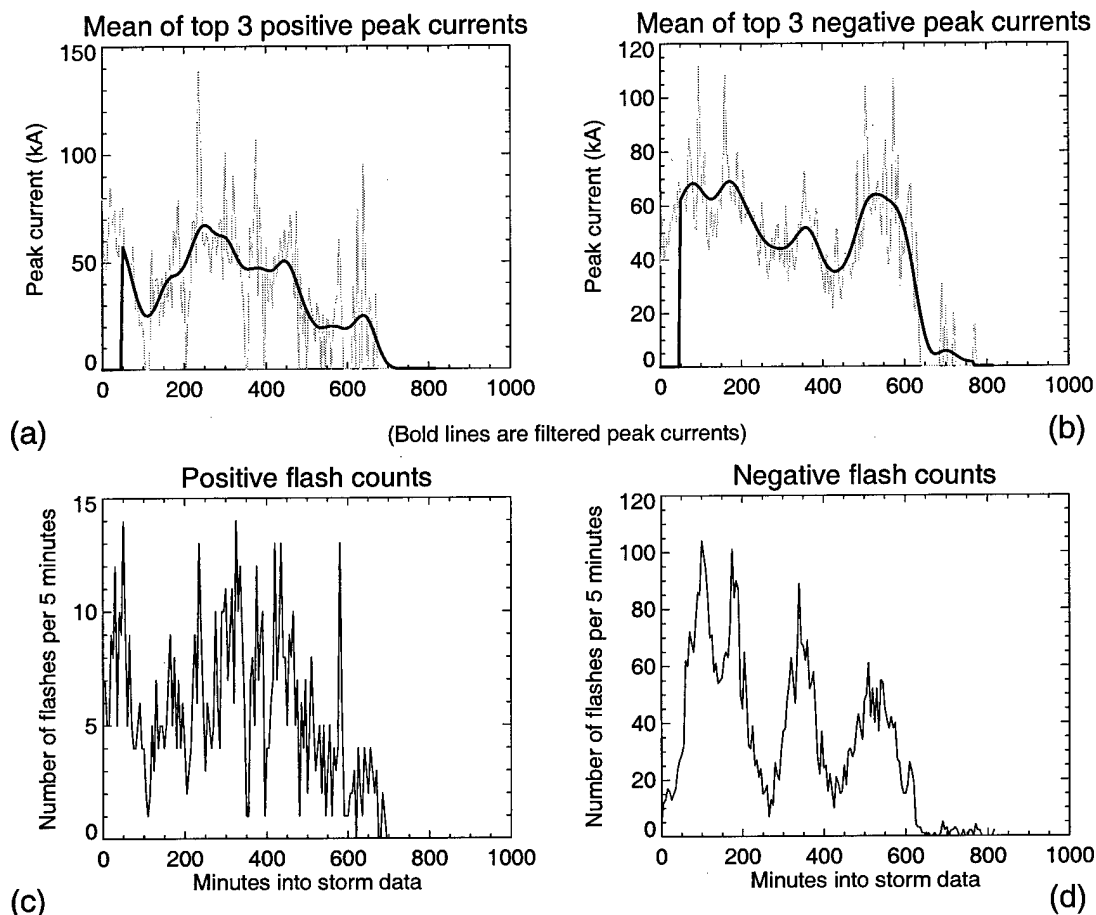 Mean of top 3 positive peak currents
Mean of top 3 negative peak currents
Peak current (kA)
150
100
50
0
0 200 400 600 800 1000
Peak current (kA)
120
100
80
60
40
20
0
0 200 400 600 800 1000
(a)
(Bold lines are filtered peak currents)
(b)
Positive flash counts
Negative flash counts
Number of flashes per 5 minutes
15
10
5
0
0 200 400 600 800 1000
Minutes into storm data
Number of flashes per 5 minutes
120
100
80
60
40
20
0
0 200 400 600 800 1000
Minutes into storm data
(c)
(d)